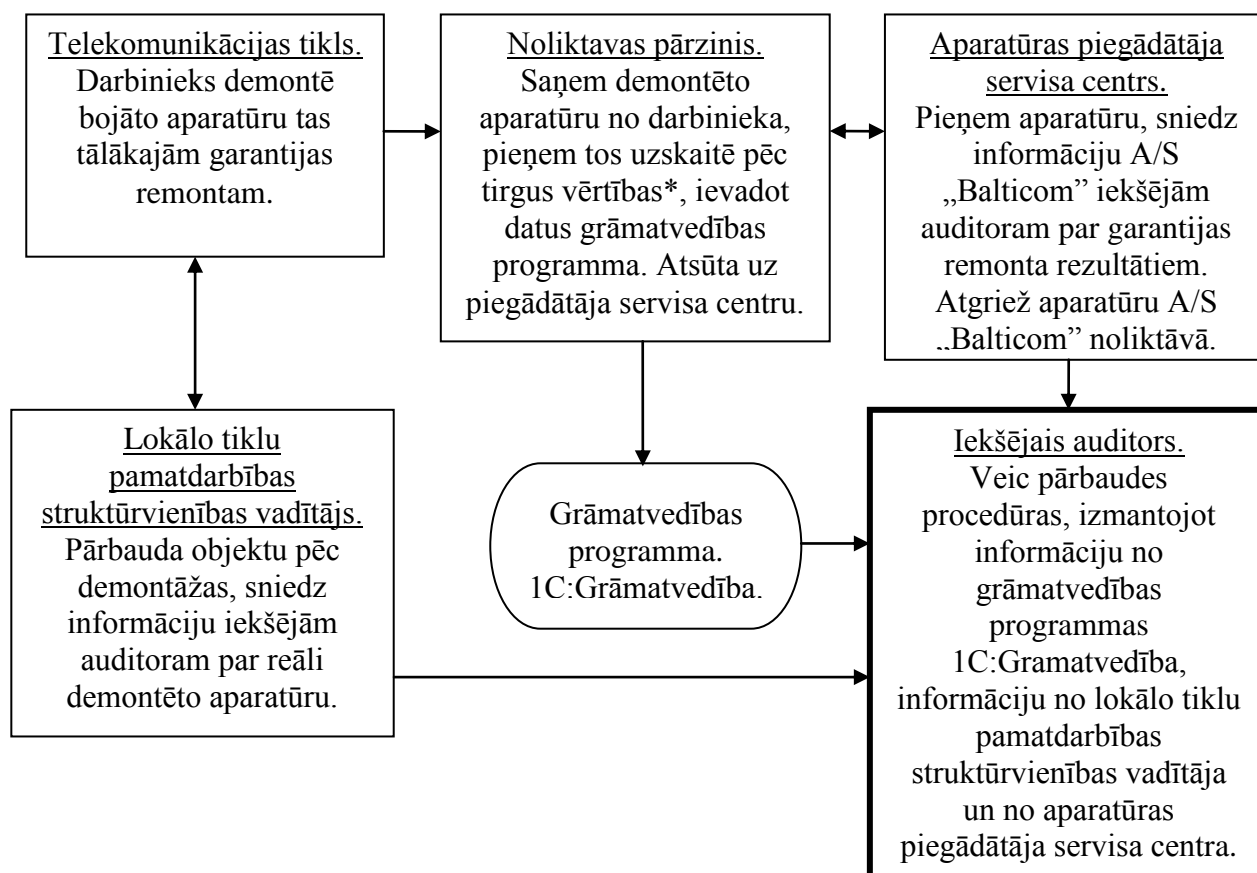 Telekomunikācijas tikls.
Darbinieks demontē
bojāto aparatūru tas
tālākajām garantijas
remontam.
Noliktavas pārzinis.
Saņem demontēto
aparatūru no darbinieka,
pieņem tos uzskaitē pēc
tirgus vērtības*, ievadot
datus grāmatvedības
programma. Atsūta uz
piegādātāja servisa centru.
Aparatūras piegādātāja
servisa centrs.
Pieņem aparatūru, sniedz
informāciju A/S
„Balticom” iekšējām
auditoram par garantijas
remonta rezultātiem.
Atgriež aparatūru A/S
„Balticom” noliktāvā.
Lokālo tiklu
pamatdarbības
struktūrvienības vadītājs.
Pārbauda objektu pēc
demontāžas, sniedz
informāciju iekšējām
auditoram par reāli
demontēto aparatūru.
Grāmatvedības
programma.
1C:Grāmatvedība.
Iekšējais auditors.
Veic pārbaudes
procedūras, izmantojot
informāciju no
grāmatvedības
programmas
1C:Gramatvedība,
informāciju no lokālo tiklu
pamatdarbības
struktūrvienības vadītāja
un no aparatūras
piegādātāja servisa centra.